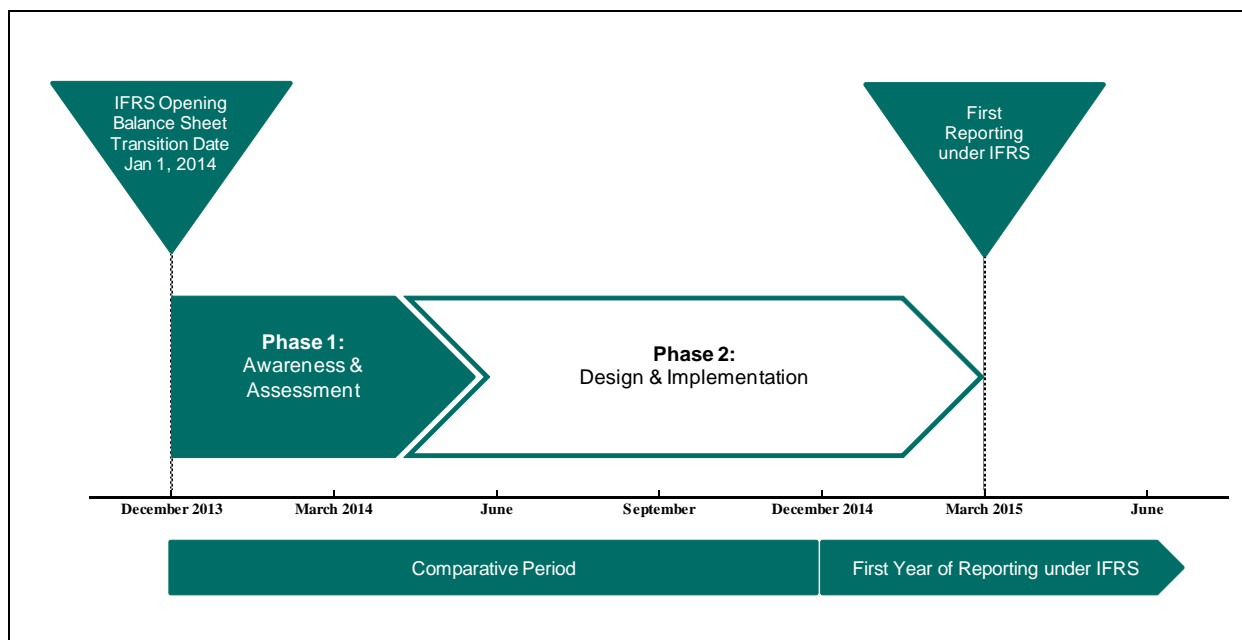 IFRS Opening
Balance Sheet
Transition Date
Jan 1, 2014
First
Reporting
under IFRS
Phase 1:
Awareness &
Assessment
Phase 2:
Design & Implementation
December 2013
March 2014
June
September
December 2014
March 2015
June
Comparative Period
First Year of Reporting under IFRS